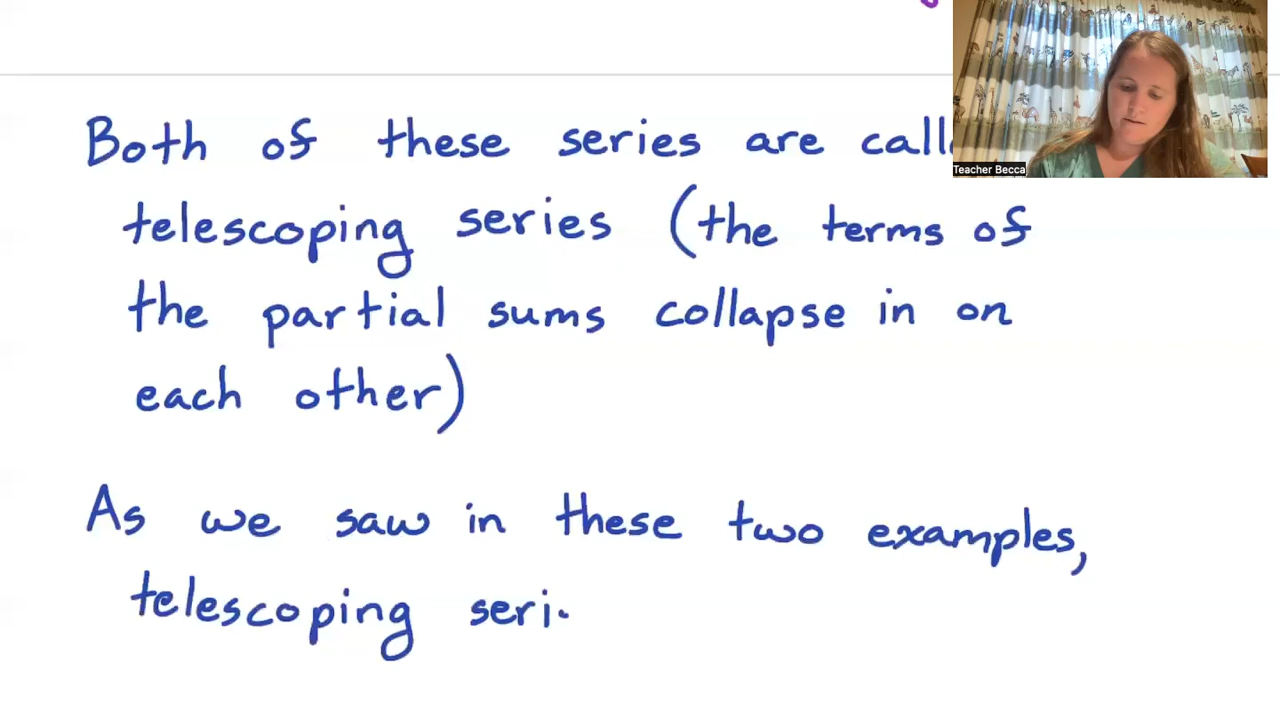 Both of these series are call
telescoping series (the terms of
the partial sums collapse in on
each other)
As we saw in these two examples,
telescoping seri
Teacher Becca